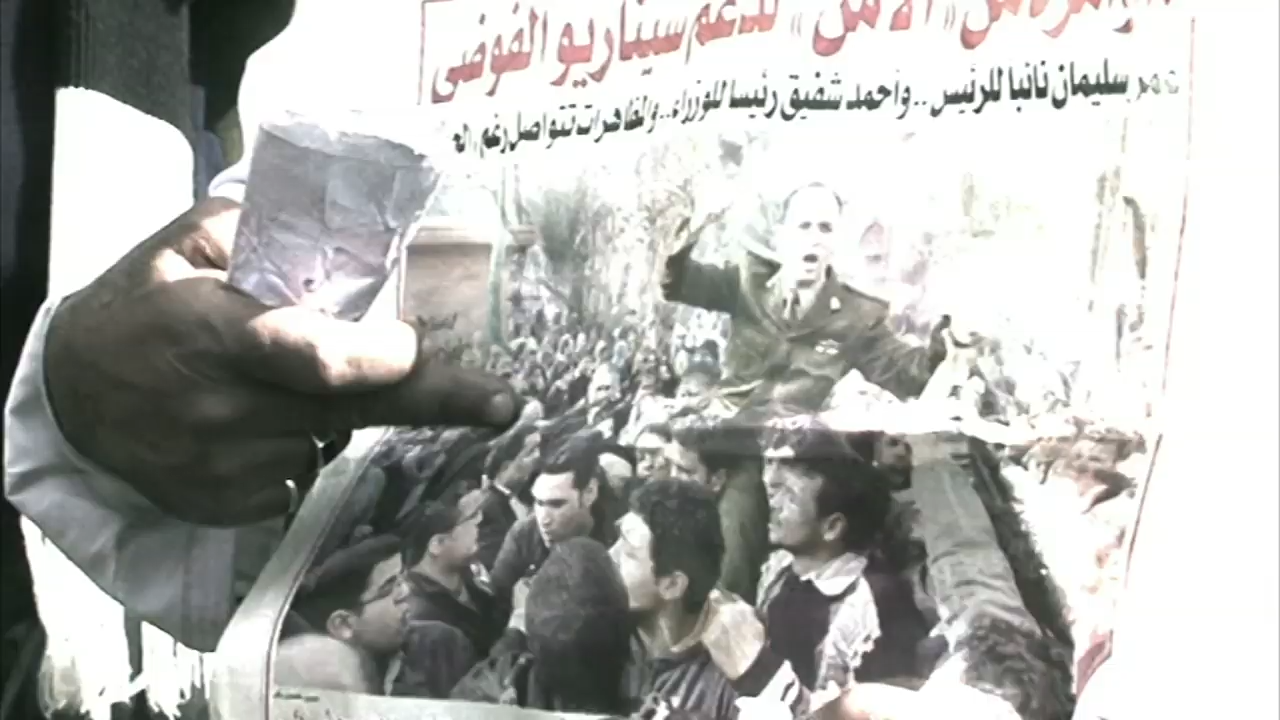 «الأمن» لدعم سيناريو الفوضى
عمر سليمان نائبا للرئيس.. وأحمد شفيق رئيسا للوزراء.. والمظاهرات تتواصل رغم